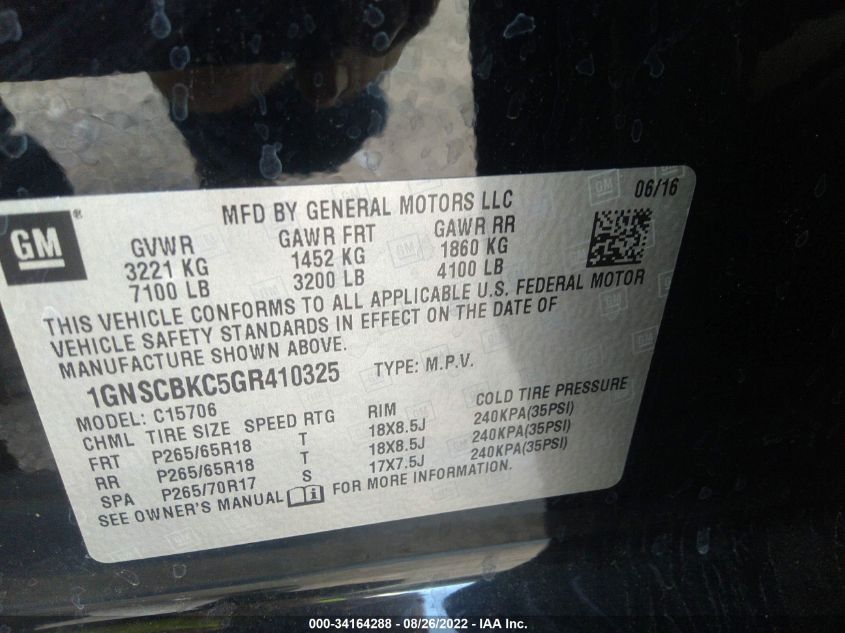 06/16
GM ®
MFD BY GENERAL MOTORS LLC
GVWR GAWR FRT GAWR RR
3221 KG 1452 KG 1860 KG
7100 LB 3200 LB 4100 LB
THIS VEHICLE CONFORMS TO ALL APPLICABLE U.S. FEDERAL MOTOR
VEHICLE SAFETY STANDARDS IN EFFECT ON THE DATE OF
MANUFACTURE SHOWN ABOVE.
1GNSCBKC5GR410325 TYPE: M.P.V.
MODEL: C15706
CHML TIRE SIZE SPEED RTG RIM COLD TIRE PRESSURE
FRT P265/65R18 T 18X8.5J 240KPA(35PSI)
RR P265/65R18 T 18X8.5J 240KPA(35PSI)
SPA P265/70R17 S 17X7.5J 240KPA(35PSI)
SEE OWNER'S MANUAL FOR MORE INFORMATION.
000-34164288 - 08/26/2022 - IAA Inc.